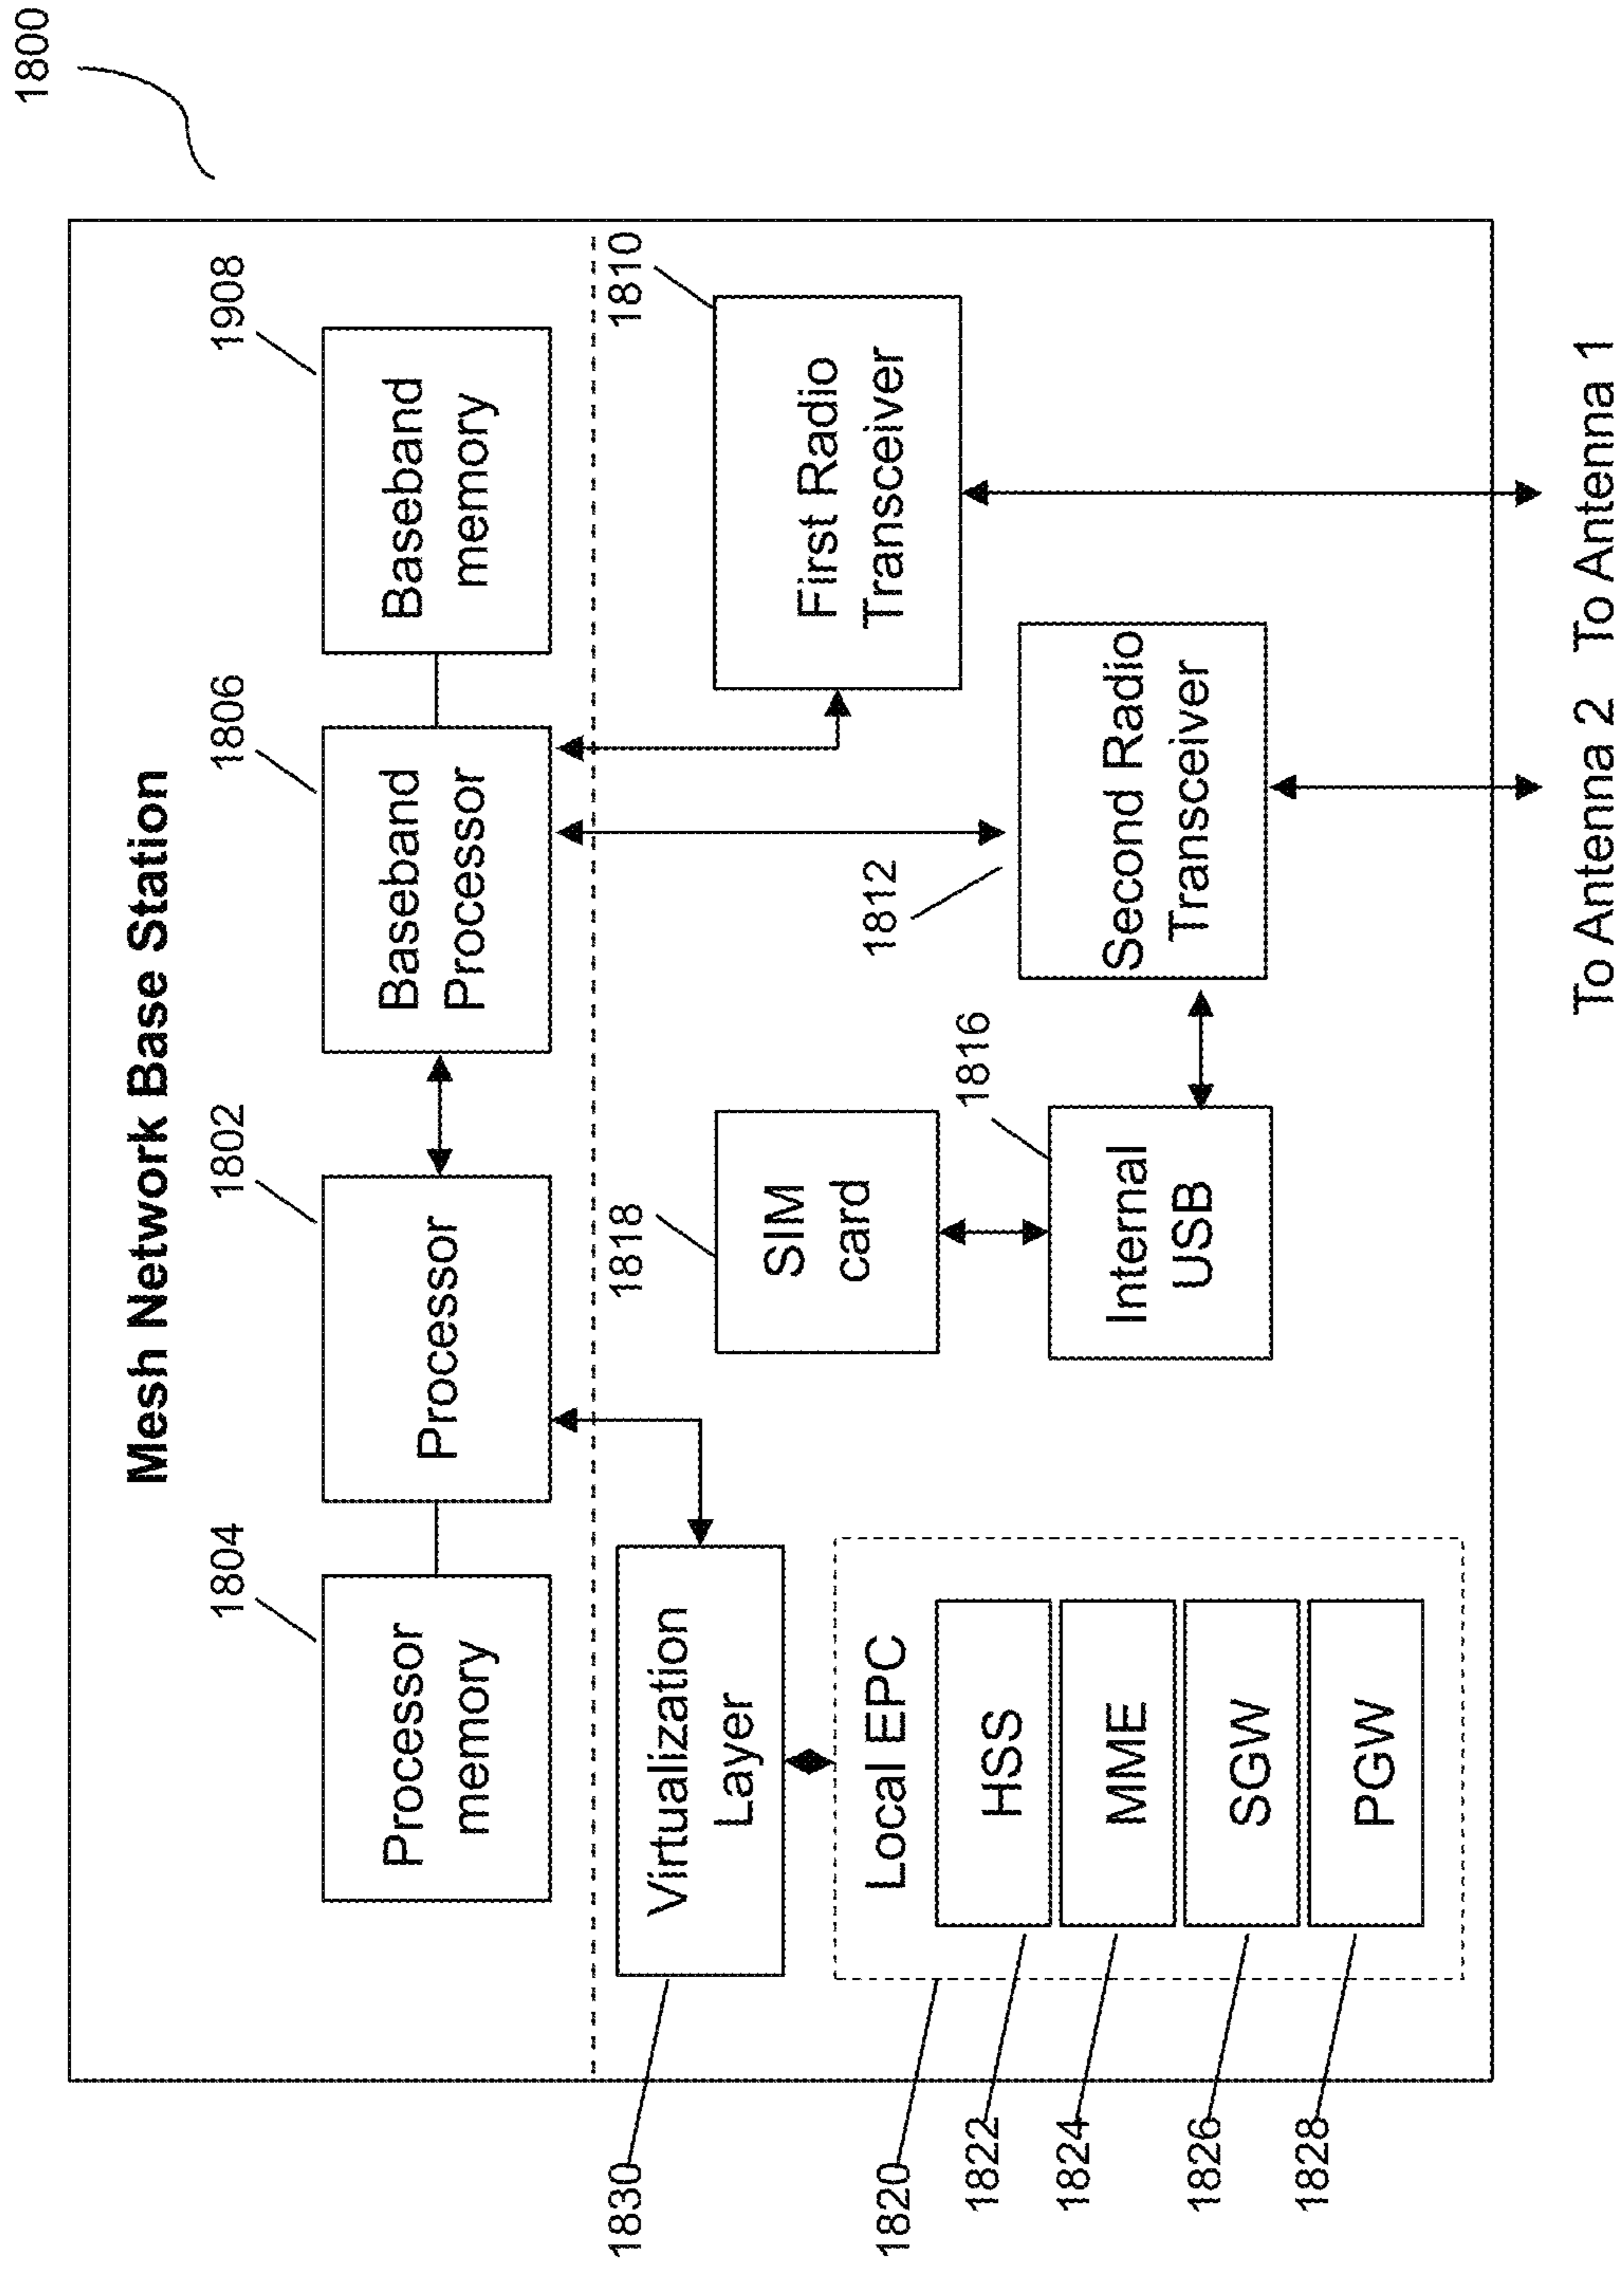 1800
Mesh Network Base Station
1804
1802
1806
1908
Processor
memory
Processor
Baseband
Processor
Baseband
memory
1830
Virtualization
Layer
1818
SIM
card
1810
First Radio
Transceiver
1820
Local EPC
1822
HSS
1824
MME
1826
SGW
1828
PGW
1816
Internal
USB
1812
Second Radio
Transceiver
To Antenna 2
To Antenna 1